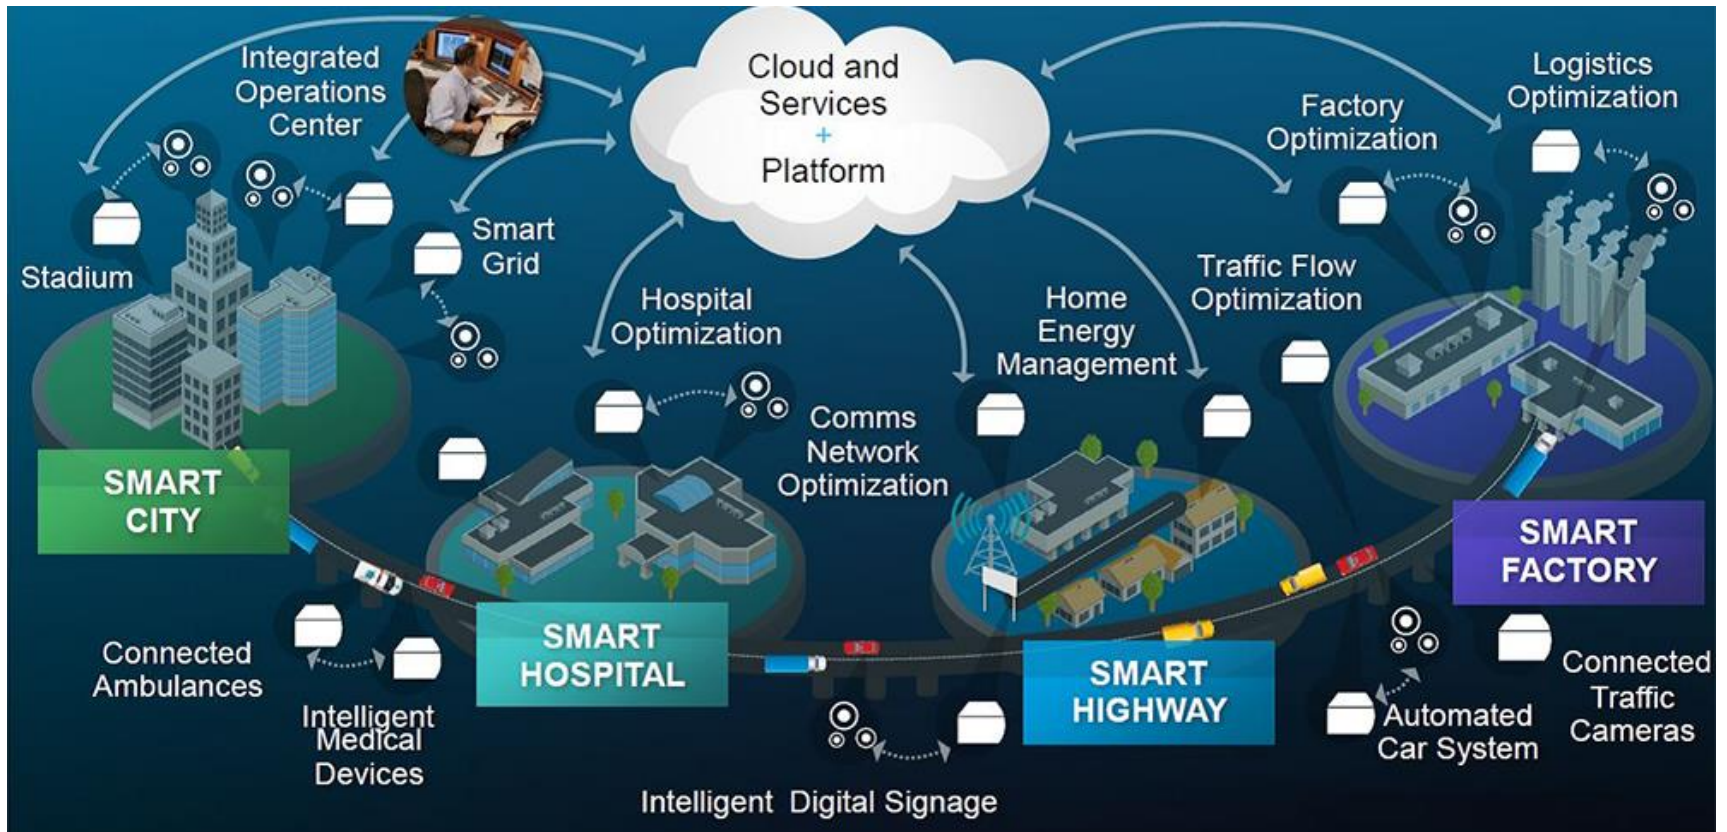 Integrated
Operations
Center
Cloud and
Services
+
Platform
Logistics
Optimization
Factory
Optimization
Stadium
Smart
Grid
Hospital
Optimization
Home
Energy
Management
Traffic Flow
Optimization
Comms
Network
Optimization
SMART
CITY
SMART
HOSPITAL
SMART
HIGHWAY
SMART
FACTORY
Connected
Ambulances
Intelligent
Medical
Devices
Intelligent Digital Signage
Automated
Car System
Connected
Traffic
Cameras